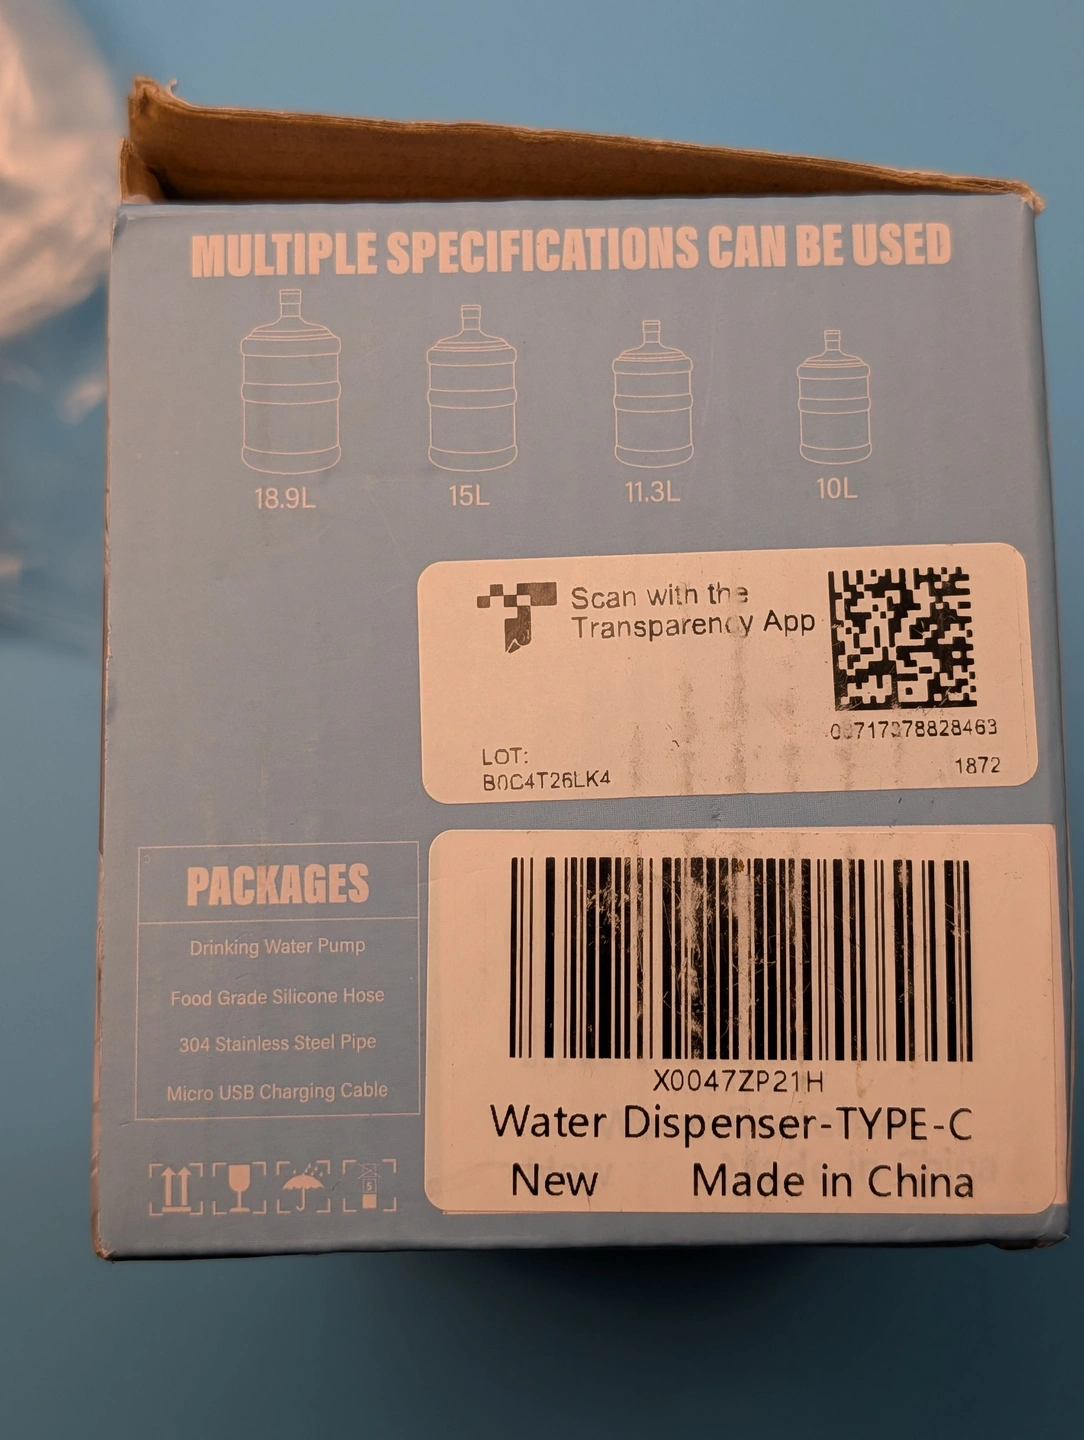 MULTIPLE SPECIFICATIONS CAN BE USED
18.9L
15L
11.3L
10L
Scan with the
Transparency App
LOT:
B0C4T26LK4
1872
PACKAGES
Drinking Water Pump
Food Grade Silicone Hose
304 Stainless Steel Pipe
Micro USB Charging Cable
5
X0047ZP21H
Water Dispenser-TYPE-C
New Made in China